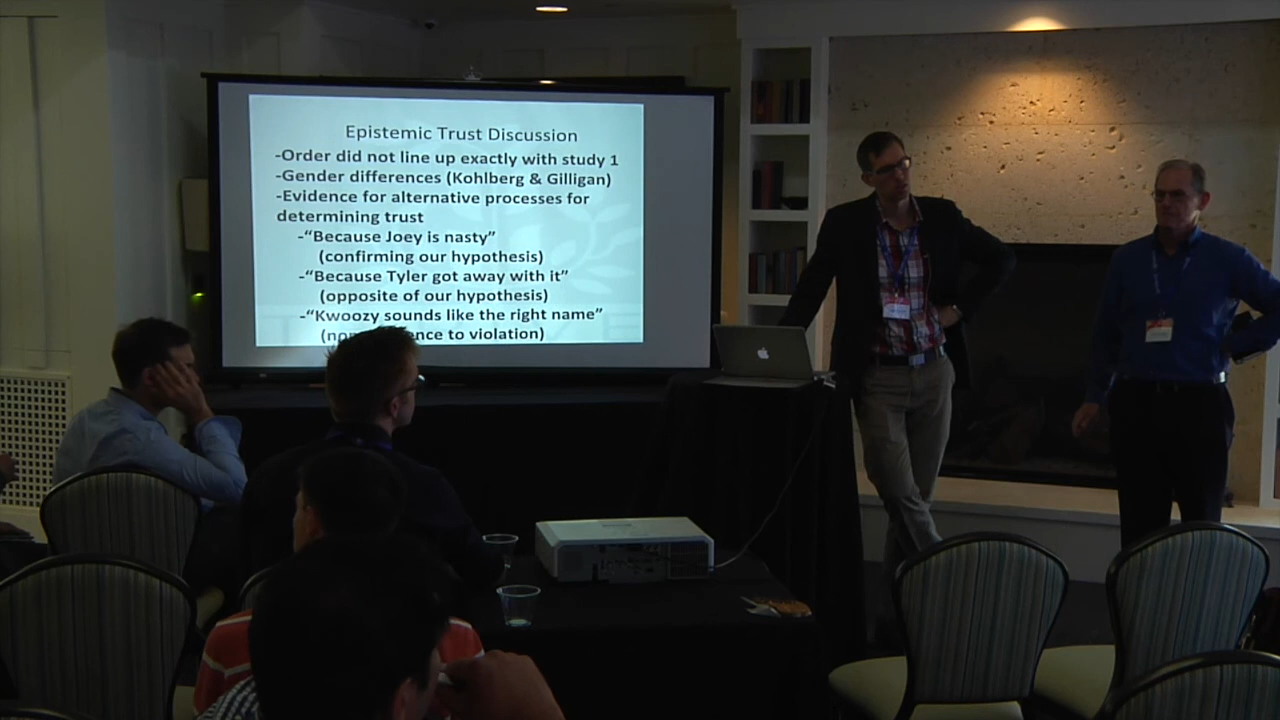 Epistemic Trust Discussion
-Order did not line up exactly with study 1
-Gender differences (Kohlberg & Gilligan)
-Evidence for alternative processes for
determining trust
-“Because Joey is nasty”
(confirming our hypothesis)
-“Because Tyler got away with it”
(opposite of our hypothesis)
-“Kwoozy sounds like the right name”
to violation)